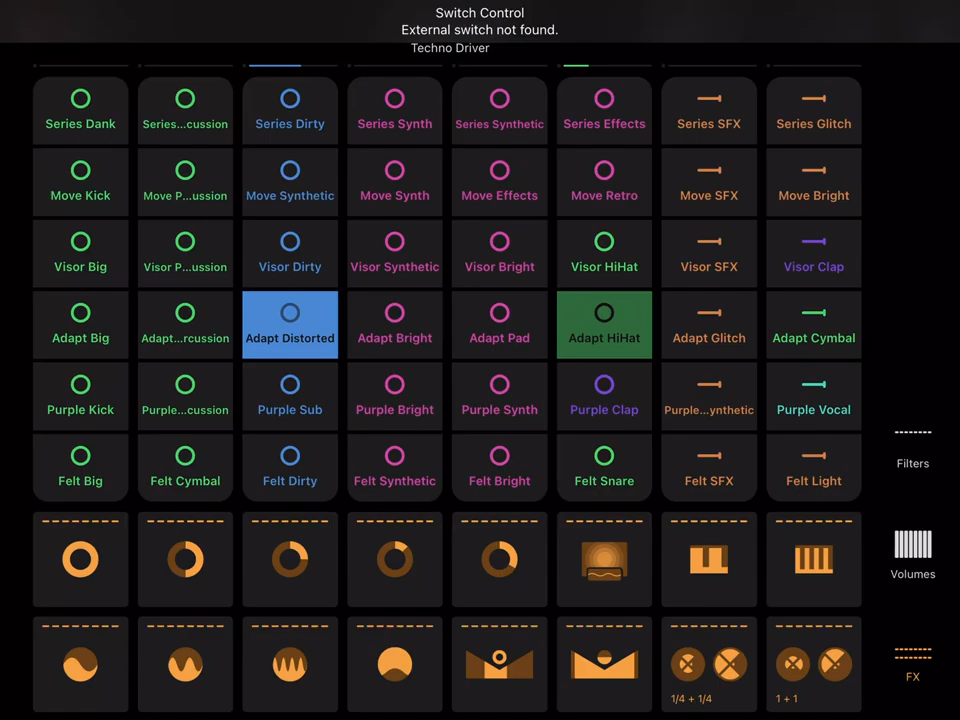 Switch Control
External switch not found.
Techno Driver
Series Dank Series...cussion Series Dirty Series Synth Series Synthetic Series Effects Series SFX Series Glitch
Move Kick Move P...ussion Move Synthetic Move Synth Move Effects Move Retro Move SFX Move Bright
Visor Big Visor P...ussion Visor Dirty Visor Synthetic Visor Bright Visor HiHat Visor SFX Visor Clap
Adapt Big Adapt...rcussion Adapt Distorted Adapt Bright Adapt Pad Adapt HiHat Adapt Glitch Adapt Cymbal
Purple Kick Purple...cussion Purple Sub Purple Bright Purple Synth Purple Clap Purple...ynthetic Purple Vocal
Filters
Felt Big Felt Cymbal Felt Dirty Felt Synthetic Felt Bright Felt Snare Felt SFX Felt Light
Volumes
FX
1/4 + 1/4 1 + 1